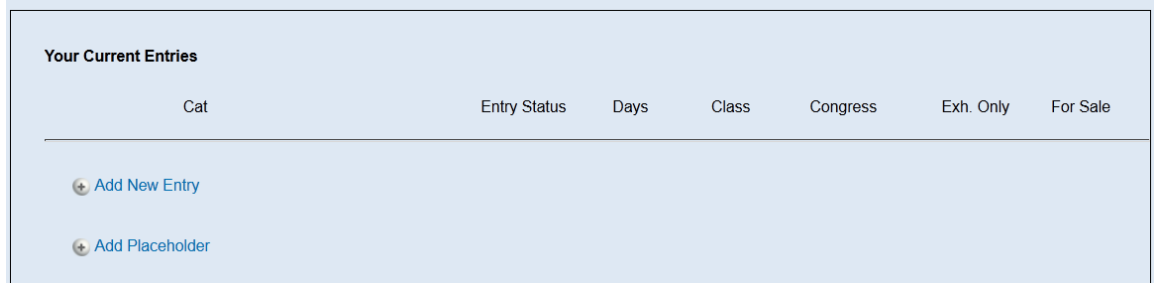 Your Current Entries
Cat Entry Status Days Class Congress Exh. Only For Sale
Add New Entry
Add Placeholder